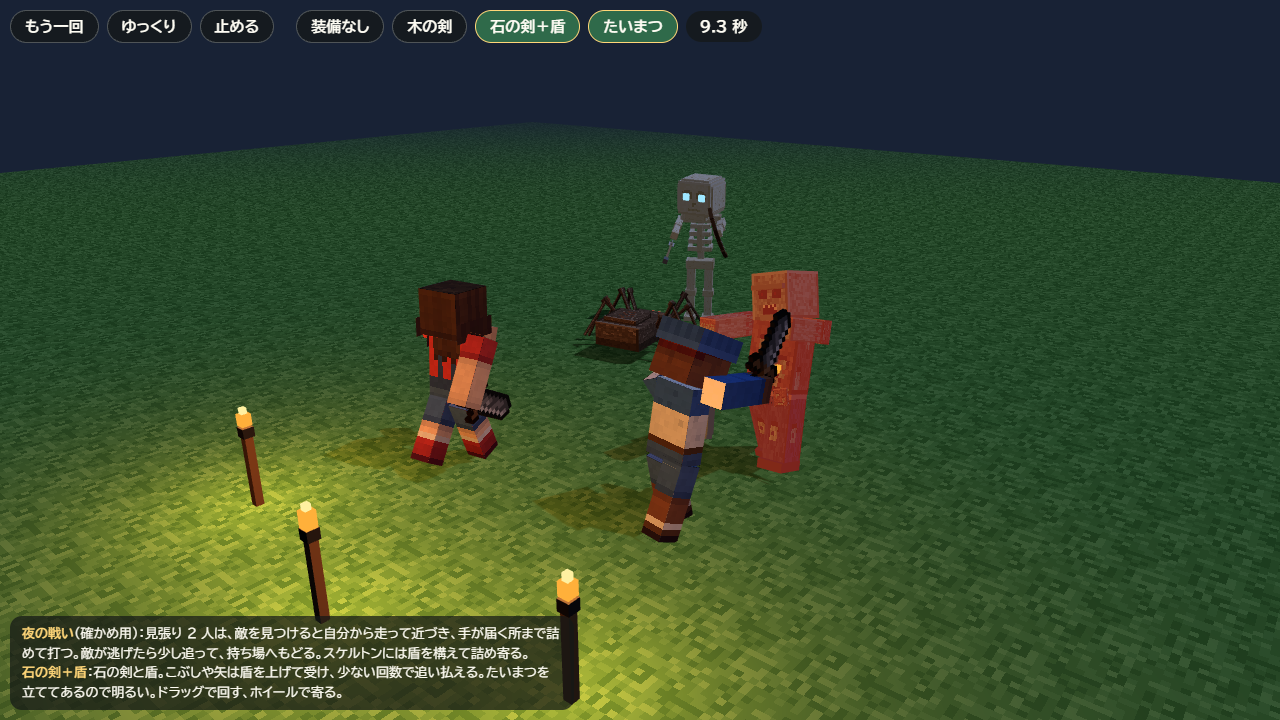 もう一回 ゆっくり 止める 装備なし 木の剣 石の剣＋盾 たいまつ 9.3 秒
夜の戦い（確かめ用）：見張り 2 人は、敵を見つけると自分から走って近づき、手が届く所まで詰
めて打つ。敵が逃げたら少し追って、持ち場へもどる。スケルトンには盾を構えて詰め寄る。
石の剣＋盾：石の剣と盾。こぶしや矢は盾を上げて受け、少ない回数で追い払える。たいまつを
立ててあるので明るい。ドラッグで回す、ホイールで寄る。